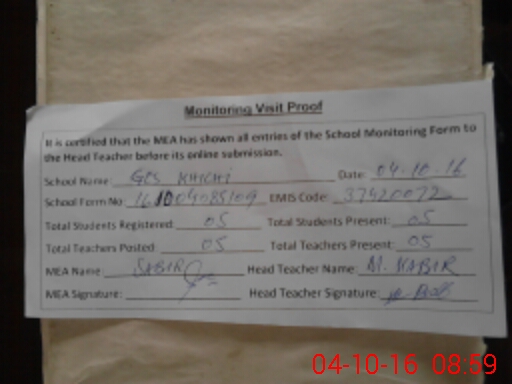 Monitoring Visit Proof
It is certified that the MEA has shown all entries of the School Monitoring Form to
the Head Teacher before its online submission.
School Name: GES KHICHI Date: 04-10-16
School Form No: EMIS Code: 37420072
Total Students Registered: 05 Total Students Present: 05
Total Teachers Posted: 05 Total Teachers Present: 05
MEA Name: SABIR Head Teacher Name: M. KABIR
MEA Signature: Head Teacher Signature:
04-10-16 08:59